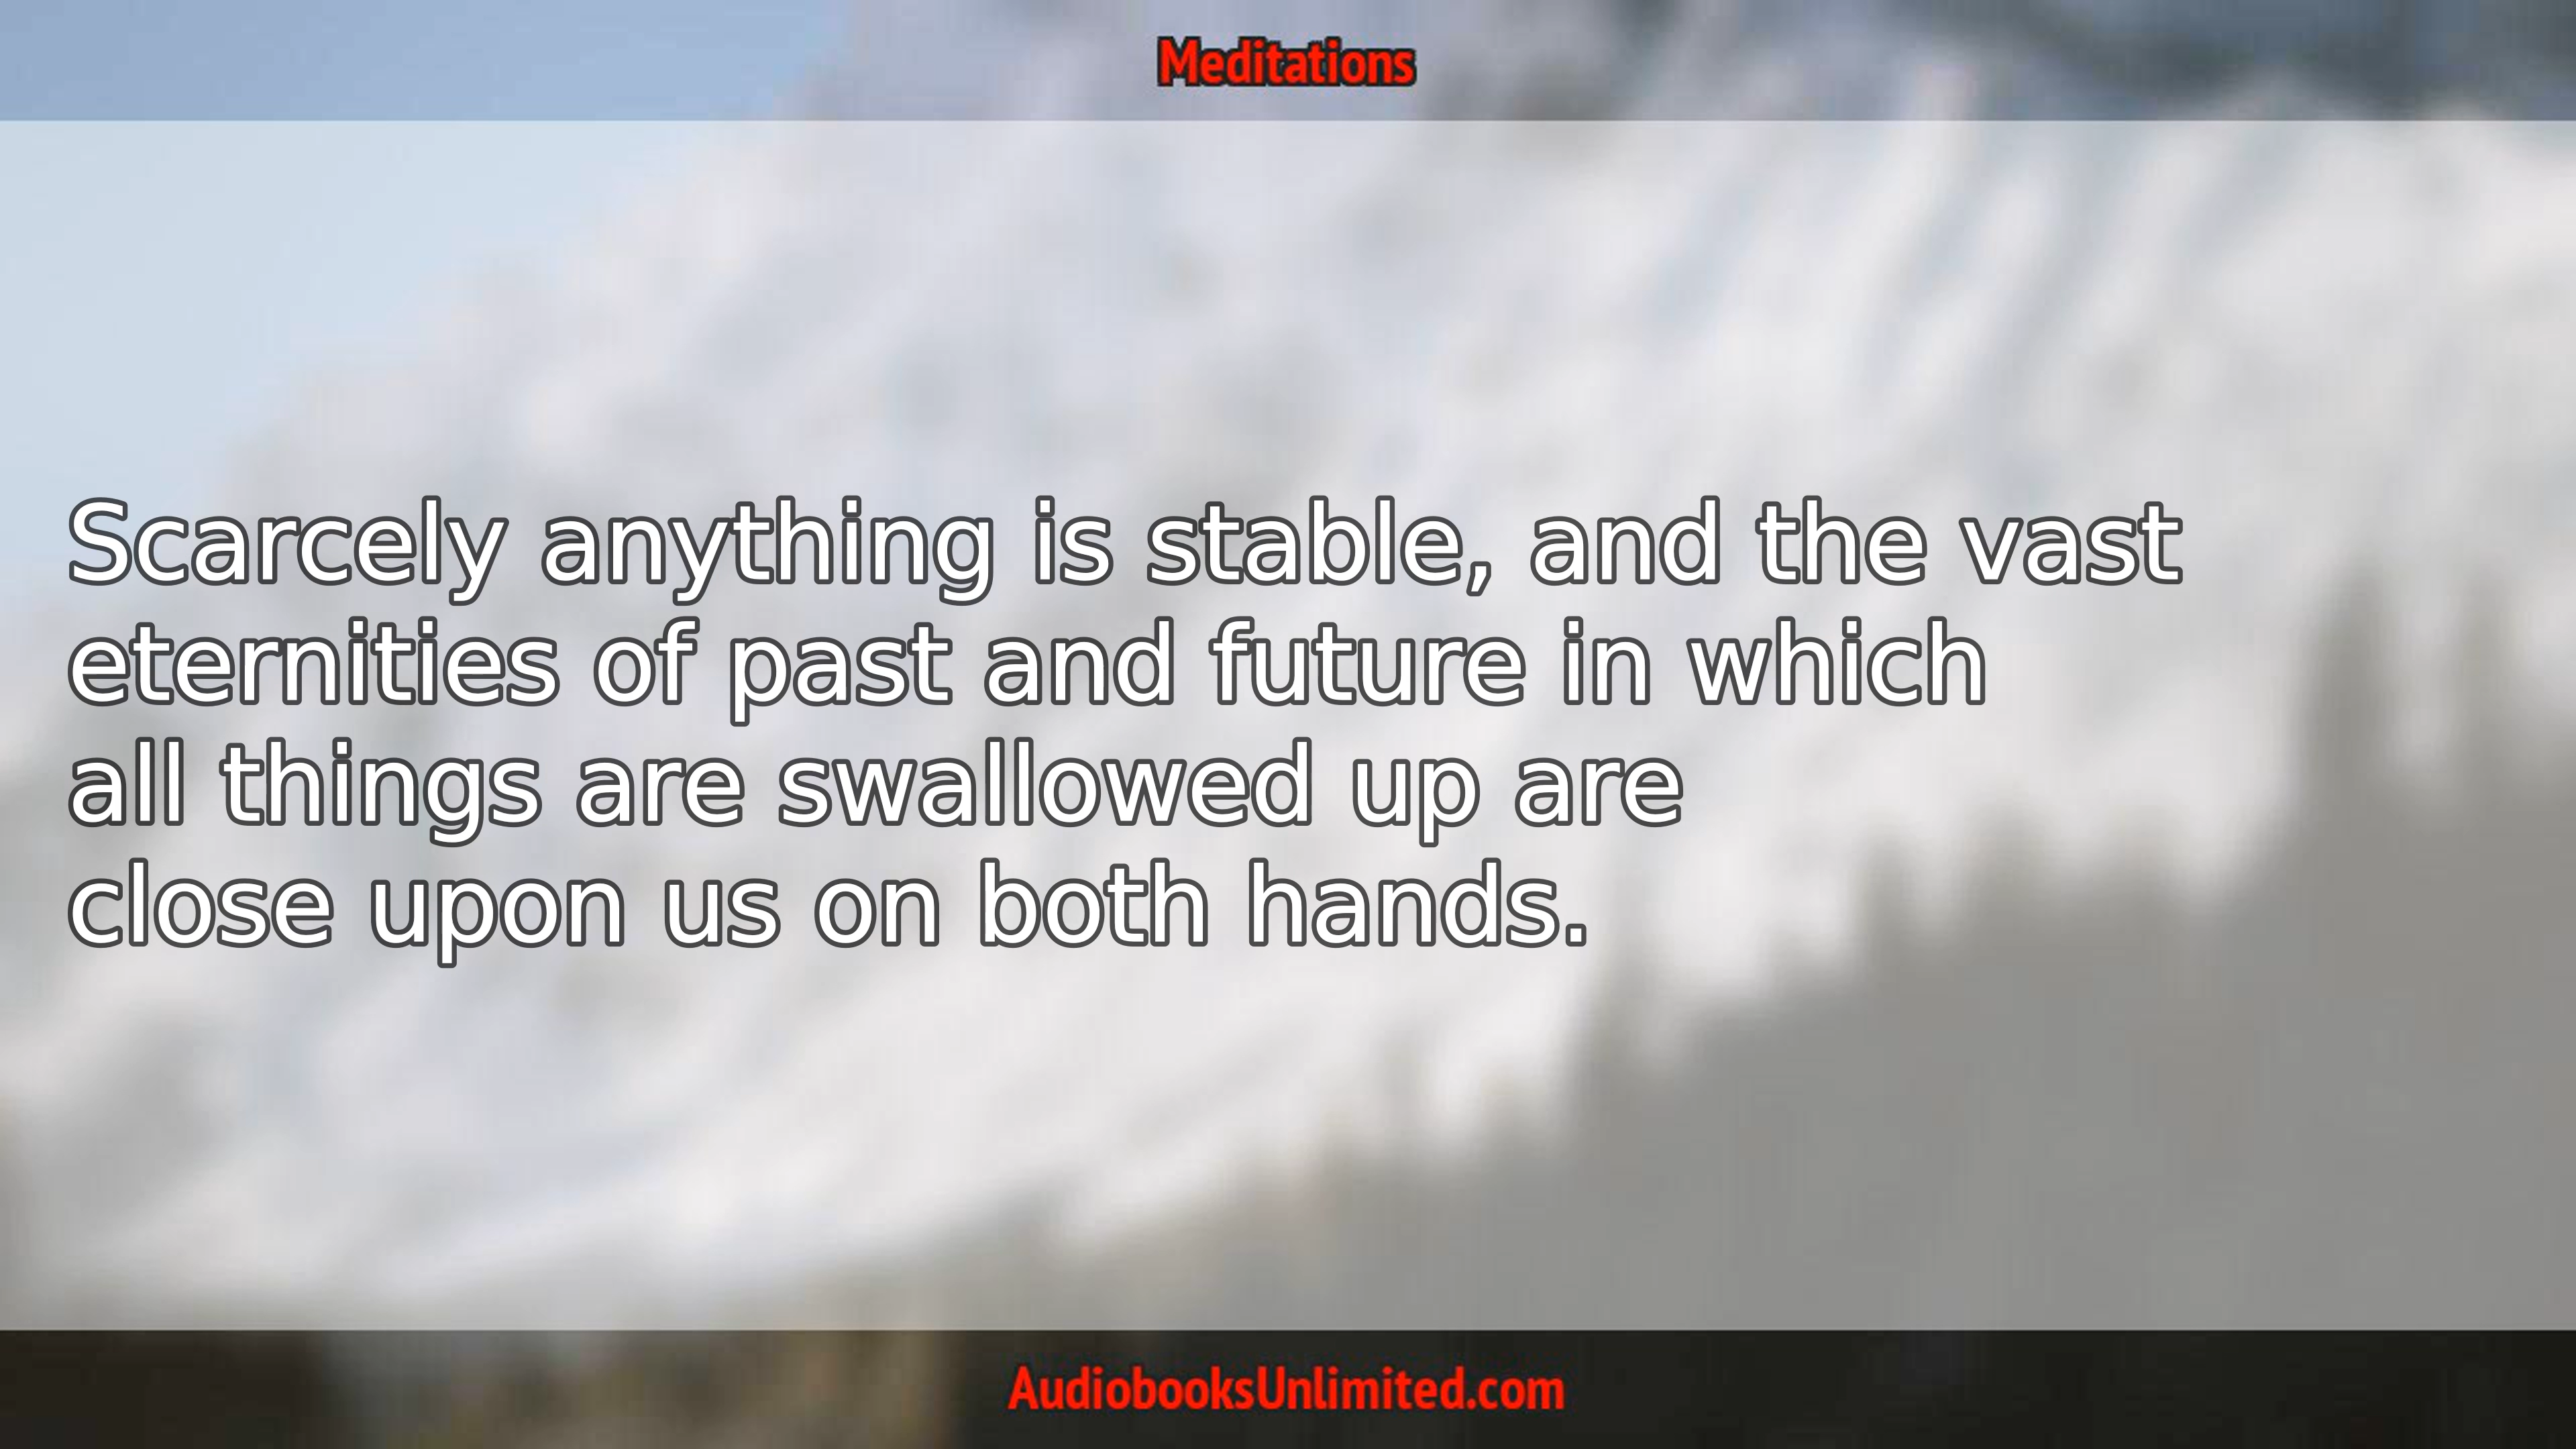 Meditations
Scarcely anything is stable, and the vast
eternities of past and future in which
all things are swallowed up are
close upon us on both hands.
AudiobooksUnlimited.com